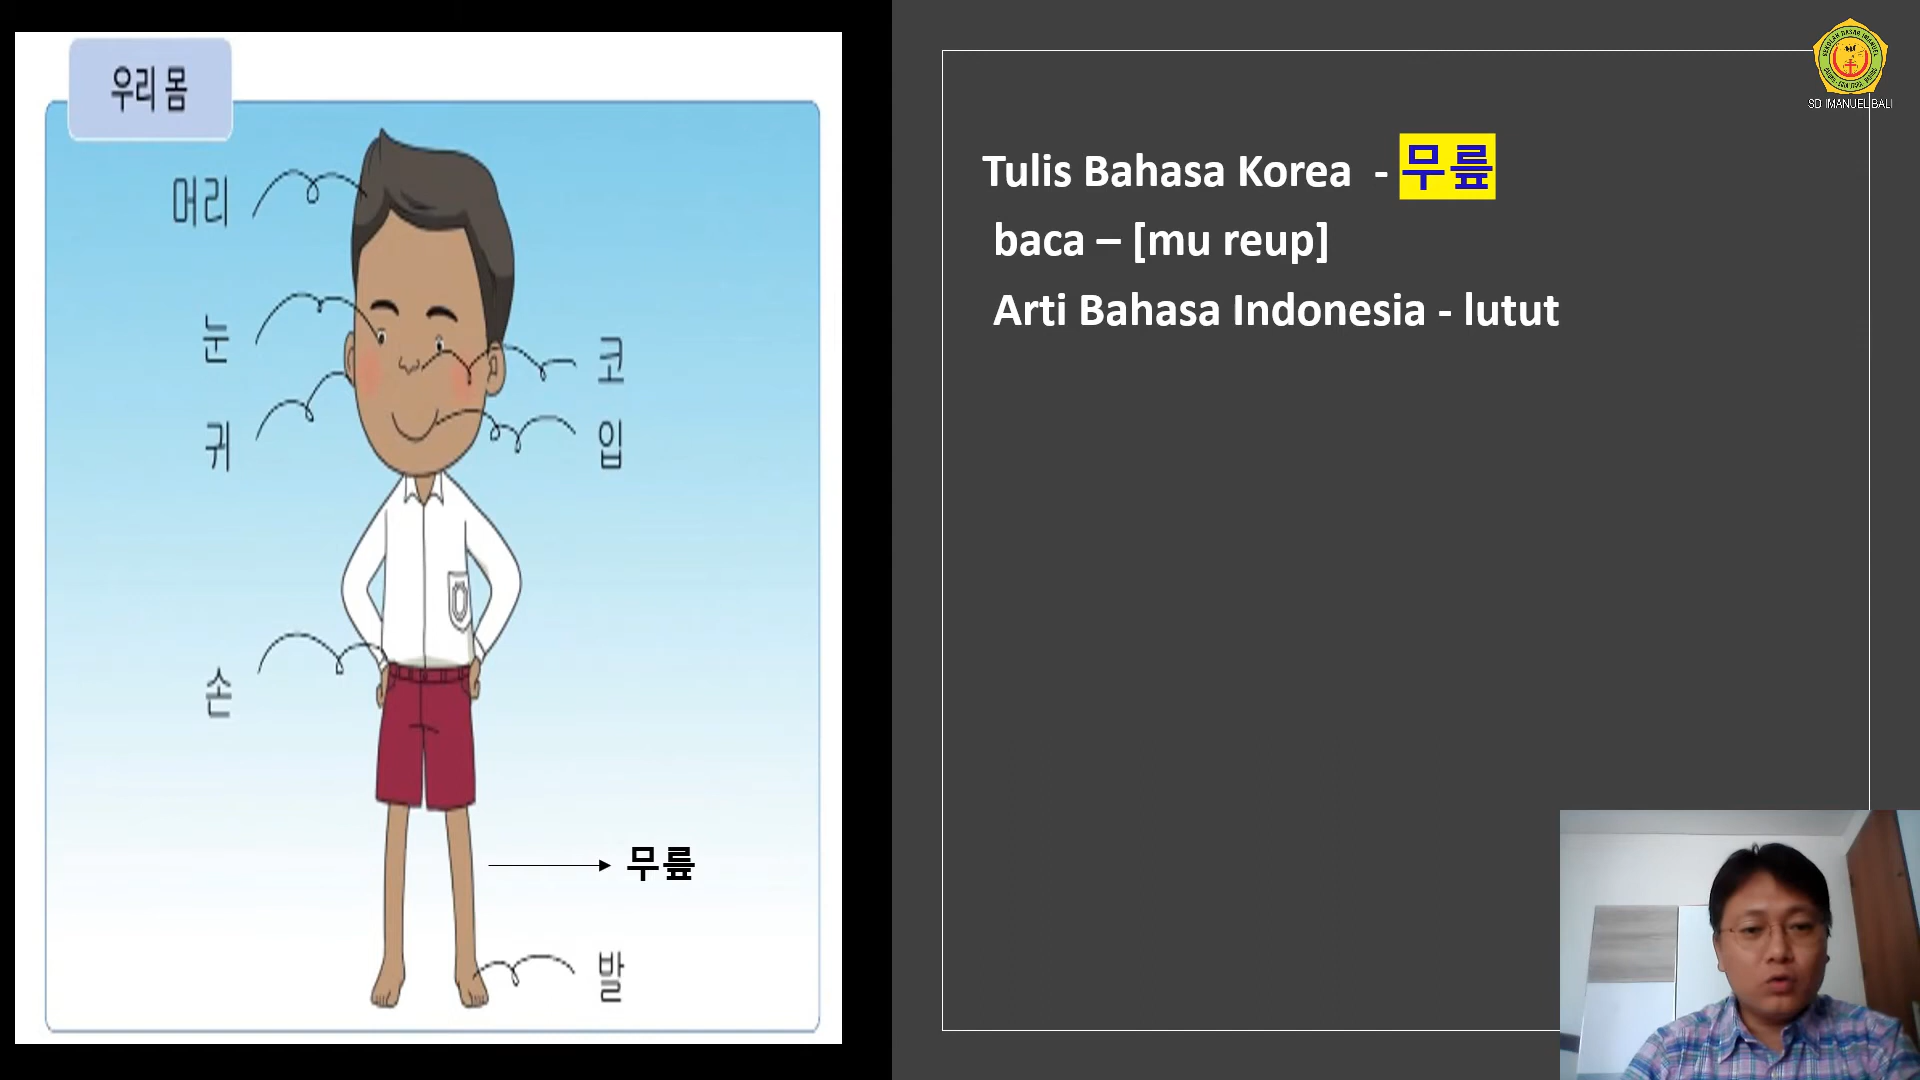 우리 몸
머리
눈
코
귀
입
손
무릎
발
Tulis Bahasa Korea - 무릎
baca – [mu reup]
Arti Bahasa Indonesia - lutut
SD IMANUEL BALI